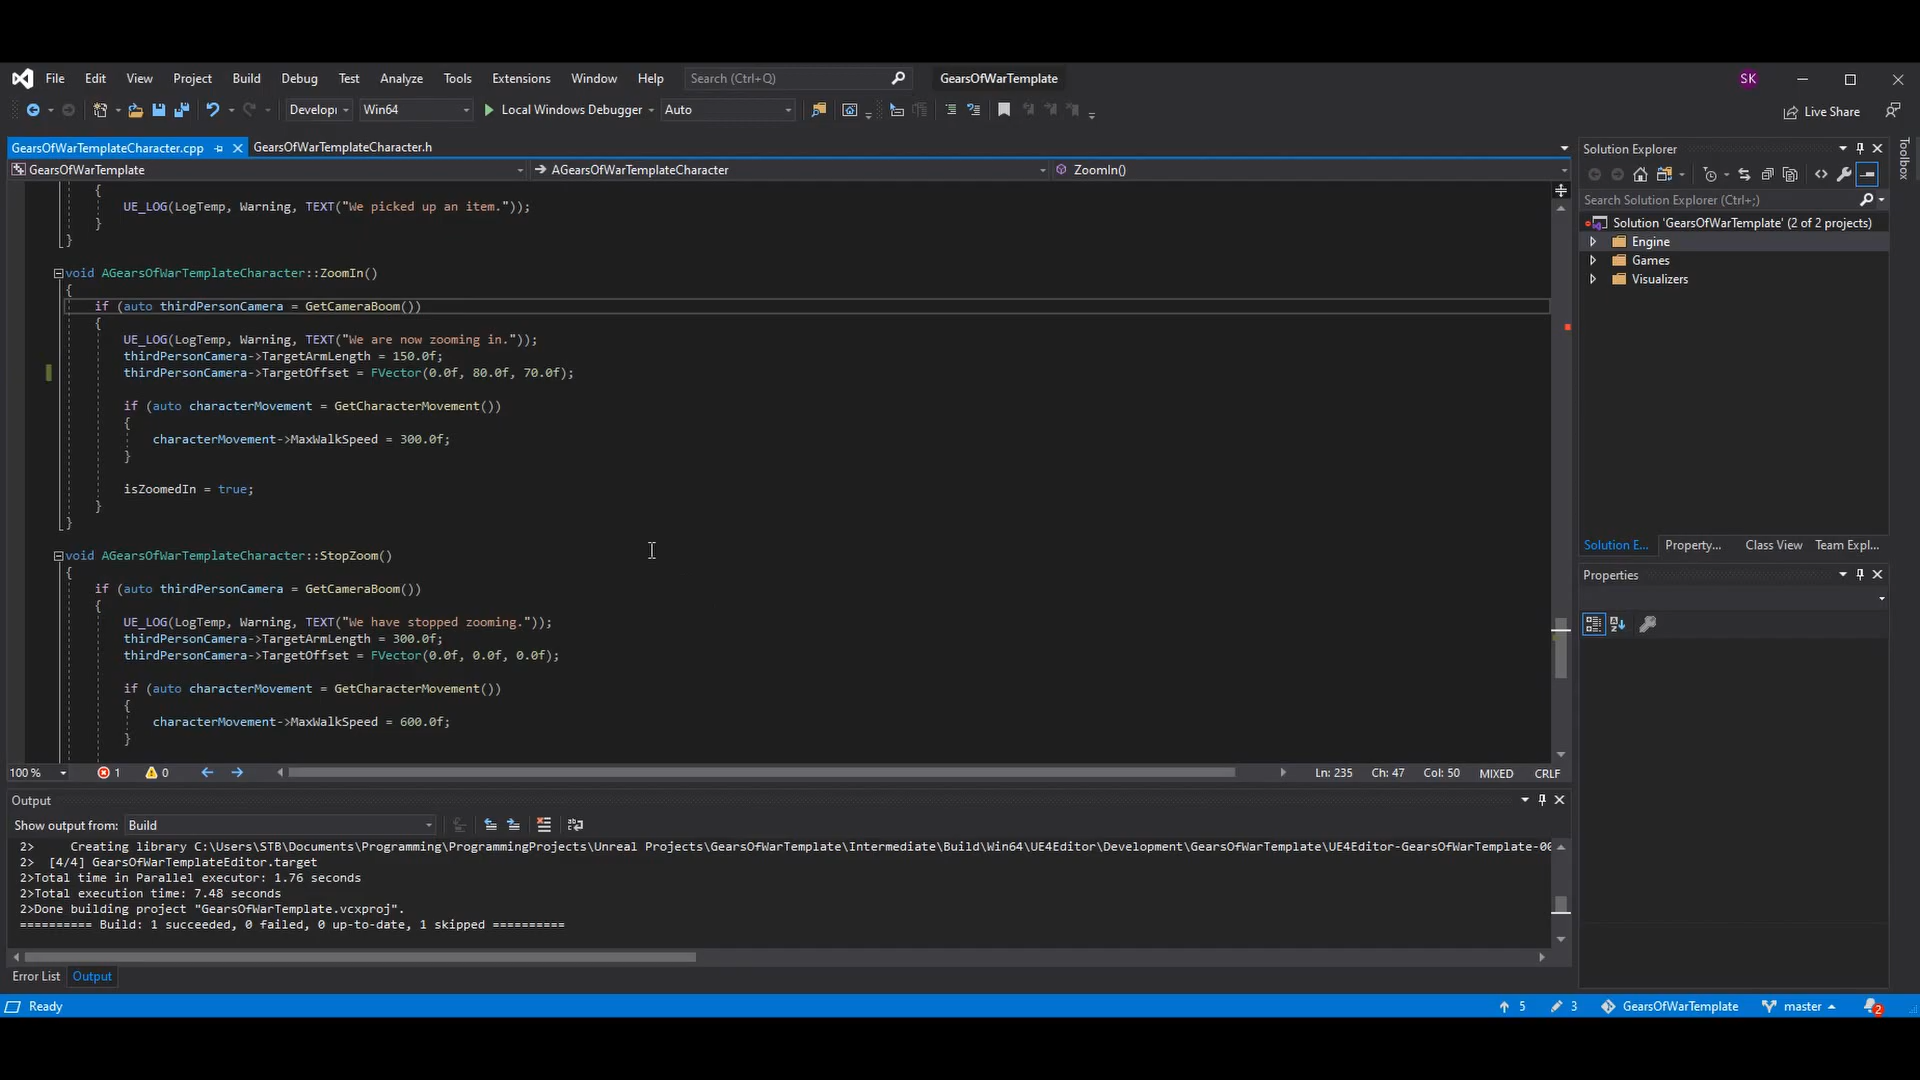 File Edit View Project Build Debug Test Analyze Tools Extensions Window Help Search (Ctrl+Q) GearsOfWarTemplate SK
Develop Win64 Local Windows Debugger Auto Live Share
GearsOfWarTemplateCharacter.cpp GearsOfWarTemplateCharacter.h
GearsOfWarTemplate AGearsOfWarTemplateCharacter ZoomIn()
{
UE_LOG(LogTemp, Warning, TEXT("We picked up an item."));
}
}
void AGearsOfWarTemplateCharacter::ZoomIn()
{
if (auto thirdPersonCamera = GetCameraBoom())
{
UE_LOG(LogTemp, Warning, TEXT("We are now zooming in."));
thirdPersonCamera->TargetArmLength = 150.0f;
thirdPersonCamera->TargetOffset = FVector(0.0f, 80.0f, 70.0f);
if (auto characterMovement = GetCharacterMovement())
{
characterMovement->MaxWalkSpeed = 300.0f;
}
isZoomedIn = true;
}
}
void AGearsOfWarTemplateCharacter::StopZoom()
{
if (auto thirdPersonCamera = GetCameraBoom())
{
UE_LOG(LogTemp, Warning, TEXT("We have stopped zooming."));
thirdPersonCamera->TargetArmLength = 300.0f;
thirdPersonCamera->TargetOffset = FVector(0.0f, 0.0f, 0.0f);
if (auto characterMovement = GetCharacterMovement())
{
characterMovement->MaxWalkSpeed = 600.0f;
}
100 % 1 0 Ln: 235 Ch: 47 Col: 50 MIXED CRLF
Output
Show output from: Build
2> Creating library C:\Users\STB\Documents\Programming\ProgrammingProjects\Unreal Projects\GearsOfWarTemplate\Intermediate\Build\Win64\UE4Editor\Development\GearsOfWarTemplate\UE4Editor-GearsOfWarTemplate-00
2> [4/4] GearsOfWarTemplateEditor.target
2>Total time in Parallel executor: 1.76 seconds
2>Total execution time: 7.48 seconds
2>Done building project "GearsOfWarTemplate.vcxproj".
========== Build: 1 succeeded, 0 failed, 0 up-to-date, 1 skipped ==========
Error List Output
Solution Explorer
Toolbox
Search Solution Explorer (Ctrl+;)
Solution 'GearsOfWarTemplate' (2 of 2 projects)
Engine
Games
Visualizers
Solution E... Property... Class View Team Expl...
Properties
Ready 5 3 GearsOfWarTemplate master 2